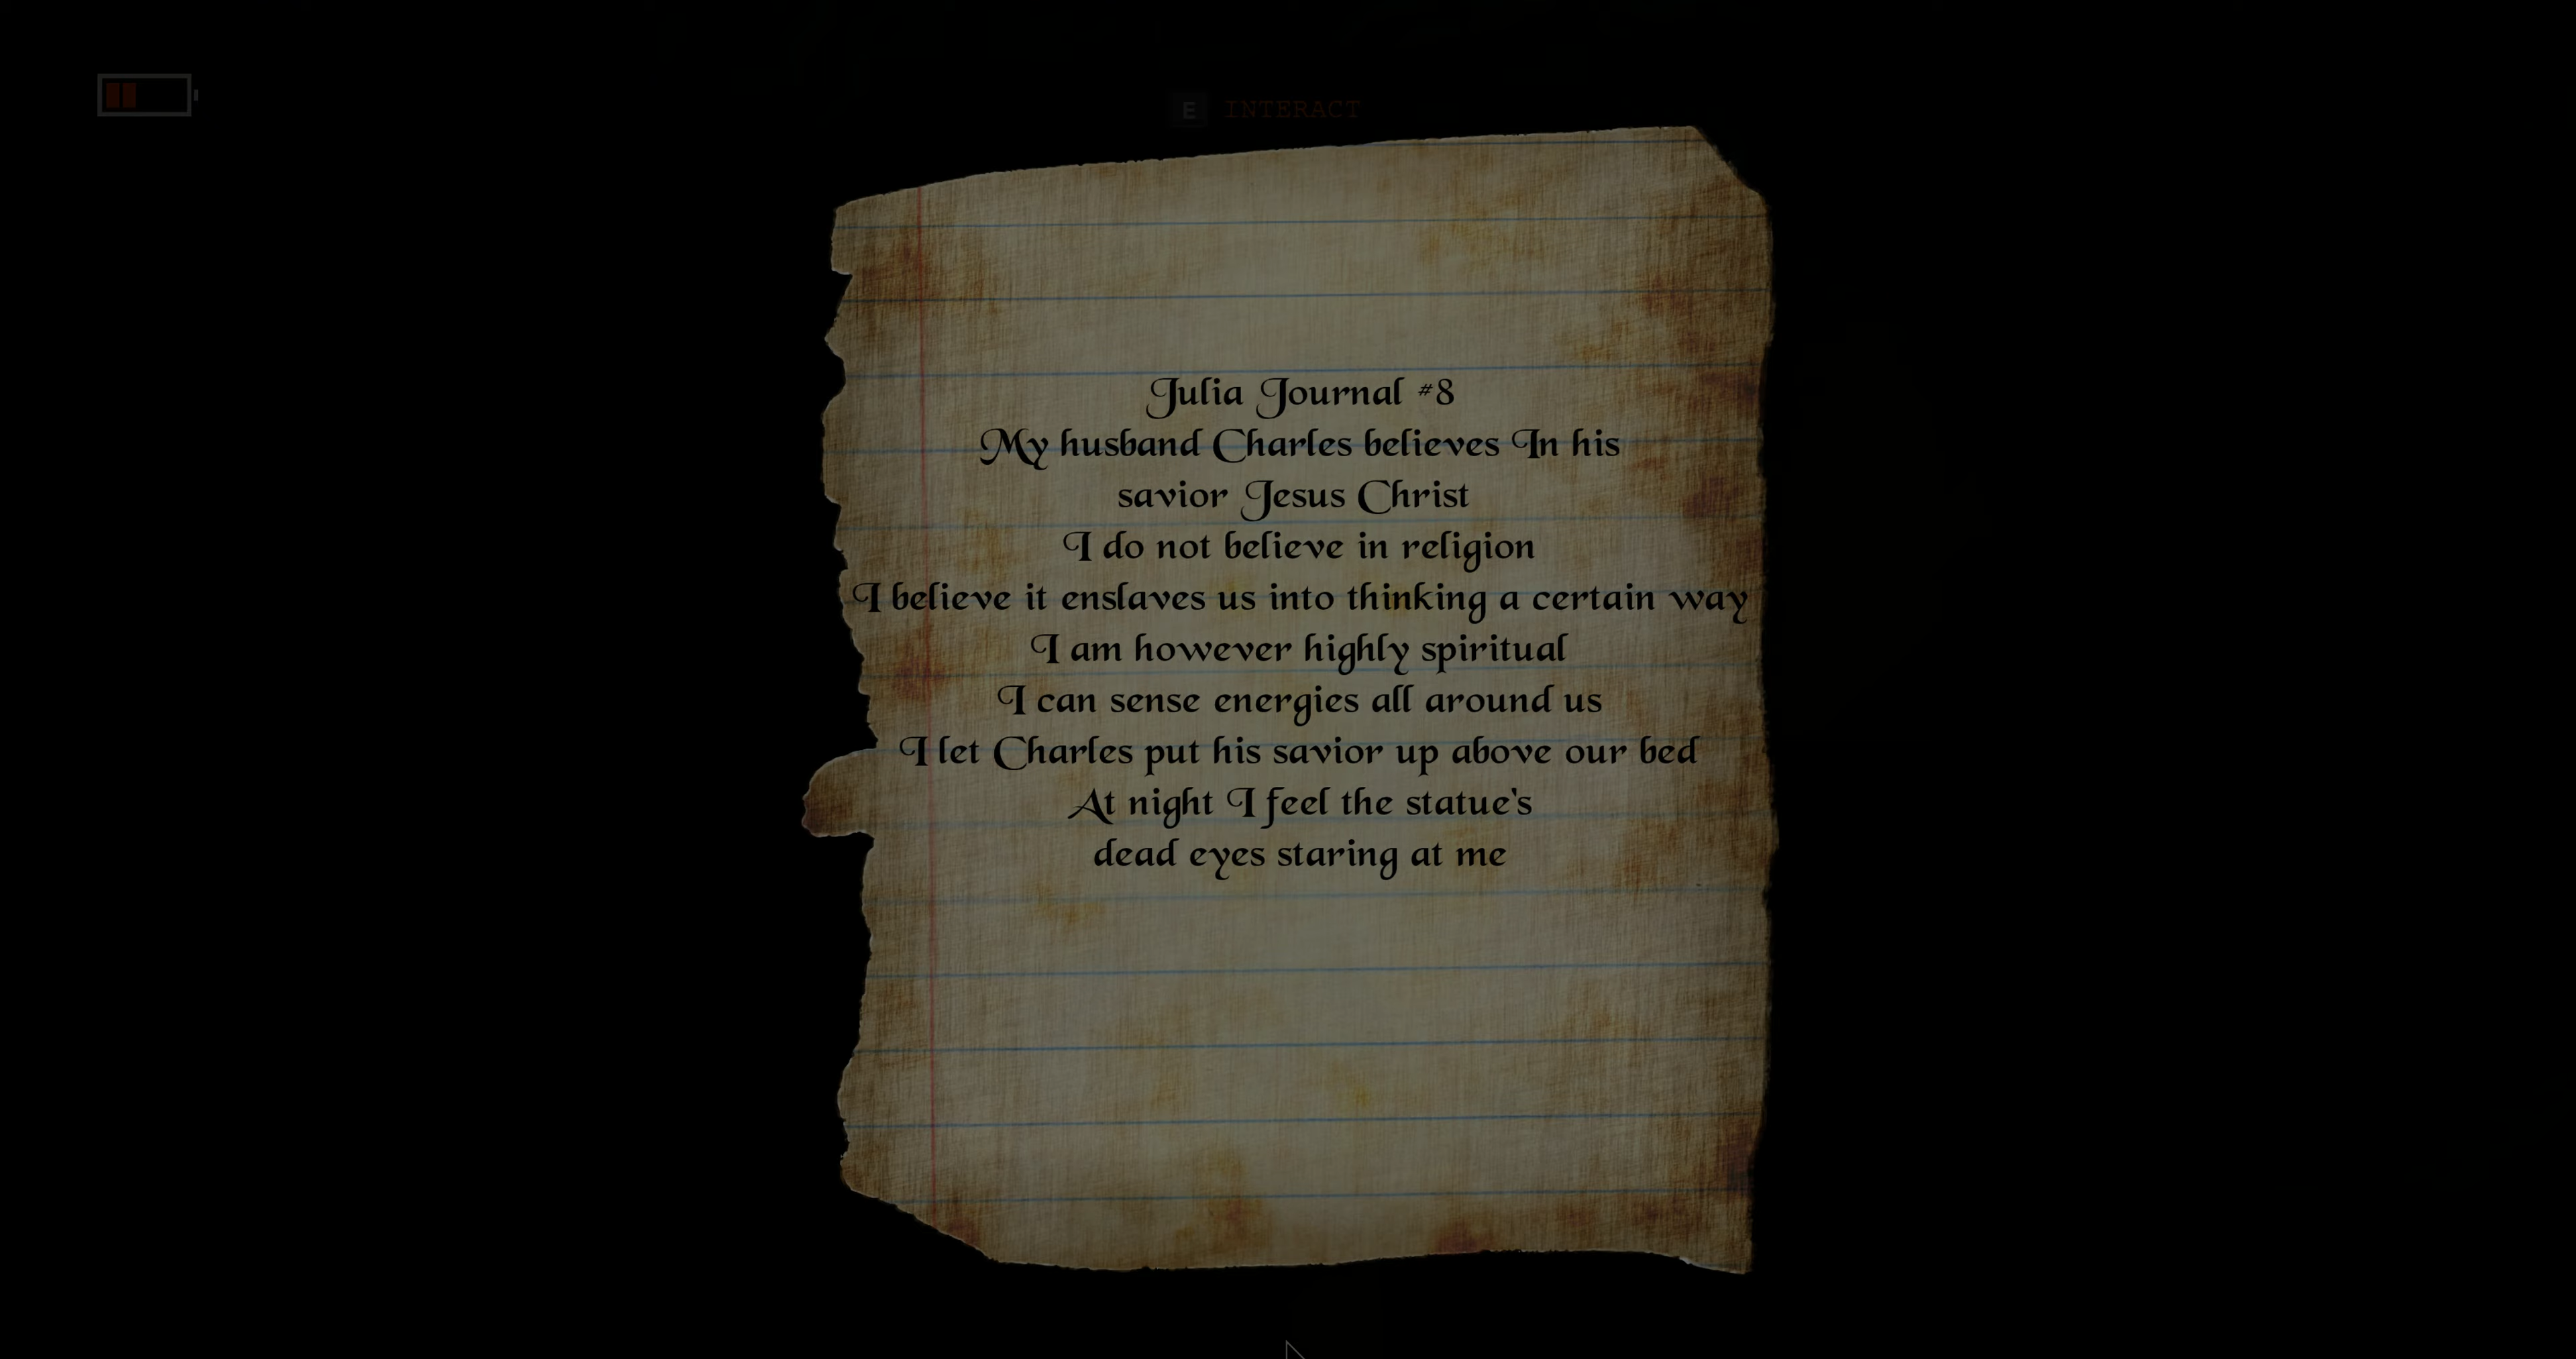 E INTERACT
Julia Journal #8
My husband Charles believes In his
savior Jesus Christ
I do not believe in religion
I believe it enslaves us into thinking a certain way
I am however highly spiritual
I can sense energies all around us
I let Charles put his savior up above our bed
At night I feel the statue's
dead eyes staring at me